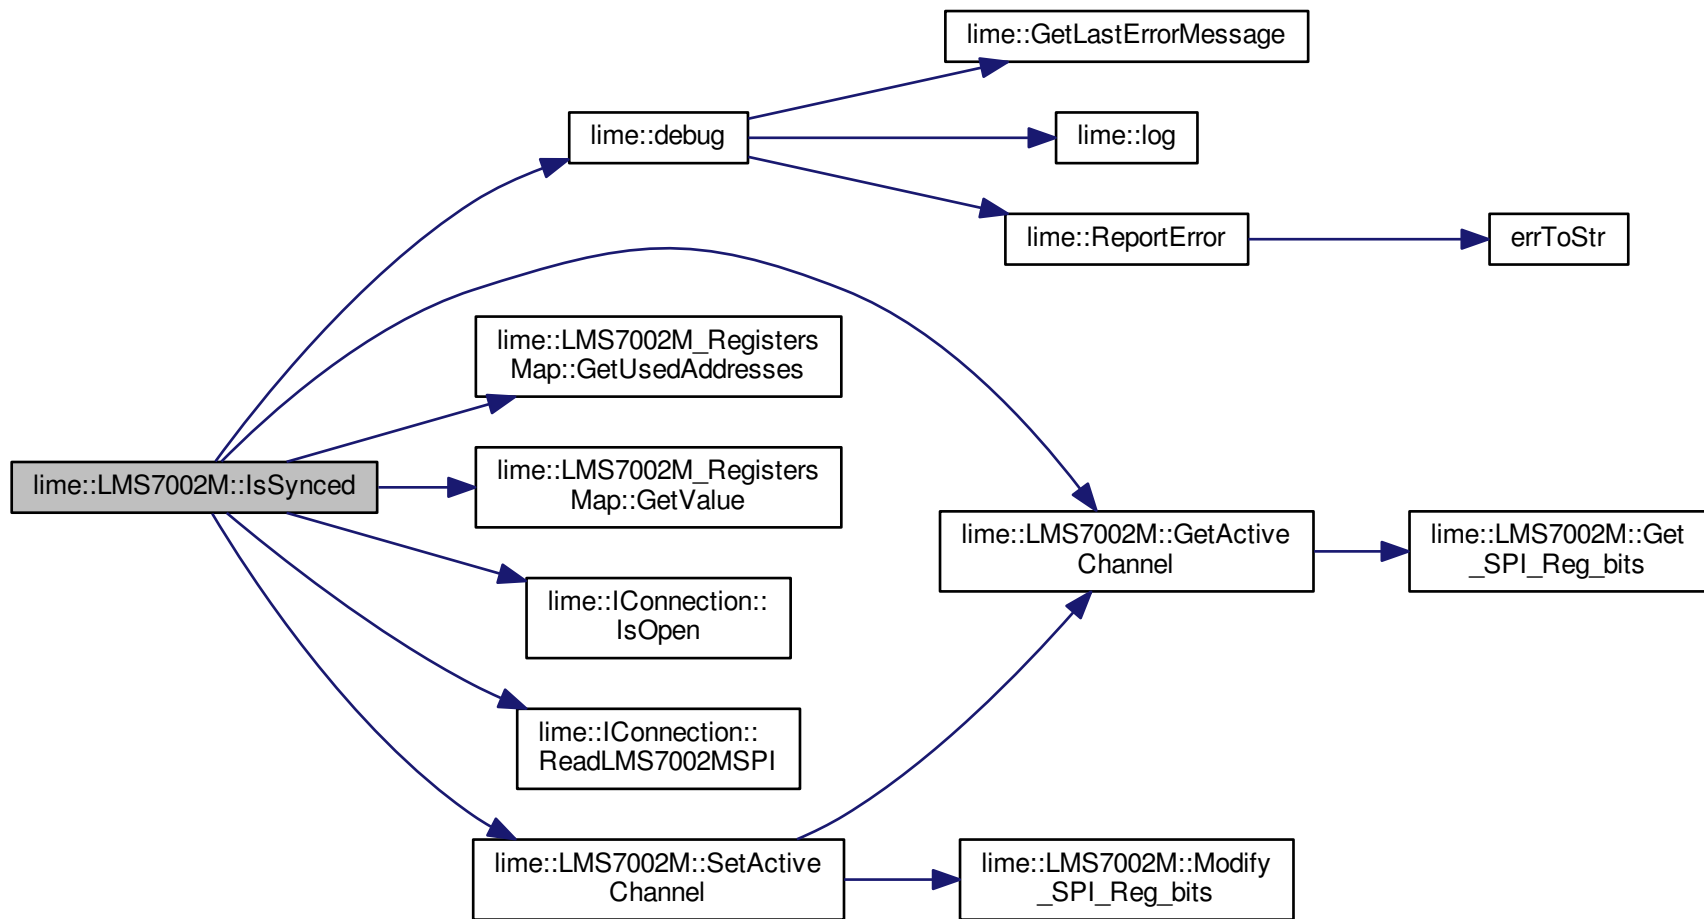 lime::GetLastErrorMessage
lime::debug
lime::log
lime::ReportError
errToStr
lime::LMS7002M_Registers
Map::GetUsedAddresses
lime::LMS7002M::IsSynced
lime::LMS7002M_Registers
Map::GetValue
lime::LMS7002M::GetActive
Channel
lime::LMS7002M::Get
_SPI_Reg_bits
lime::IConnection::
IsOpen
lime::IConnection::
ReadLMS7002MSPI
lime::LMS7002M::SetActive
Channel
lime::LMS7002M::Modify
_SPI_Reg_bits